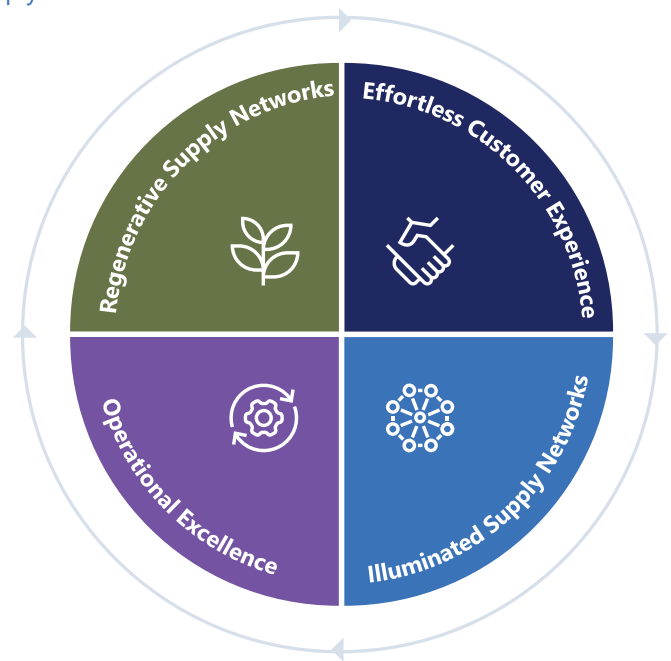 Regenerative Supply Networks
Effortless Customer Experience
Operational Excellence
Illuminated Supply Networks